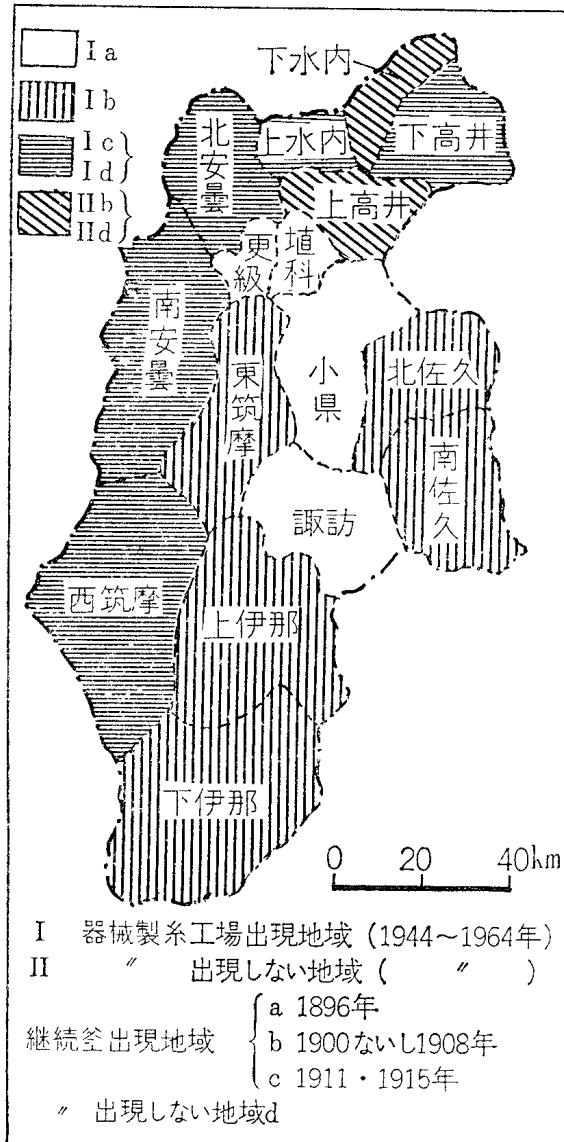 Ia
Ib
Ic
Id
IIb
IId
下水内
北安曇
上水内
下高井
上高井
更級
埴科
南安曇
東筑摩
小県
北佐久
南佐久
諏訪
西筑摩
上伊那
下伊那
0 20 40km
I 器械製糸工場出現地域 (1944～1964年)
II 〃 出現しない地域 ( 〃 )
継続釜出現地域
a 1896年
b 1900ないし1908年
c 1911・1915年
〃 出現しない地域d